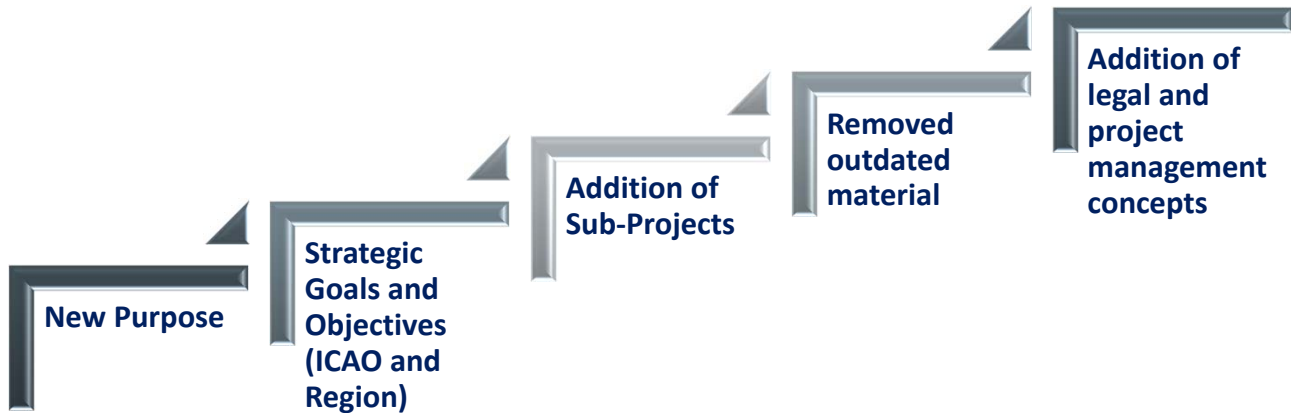 New Purpose
Strategic
Goals and
Objectives
(ICAO and
Region)
Addition of
Sub-Projects
Removed
outdated
material
Addition of
legal and
project
management
concepts